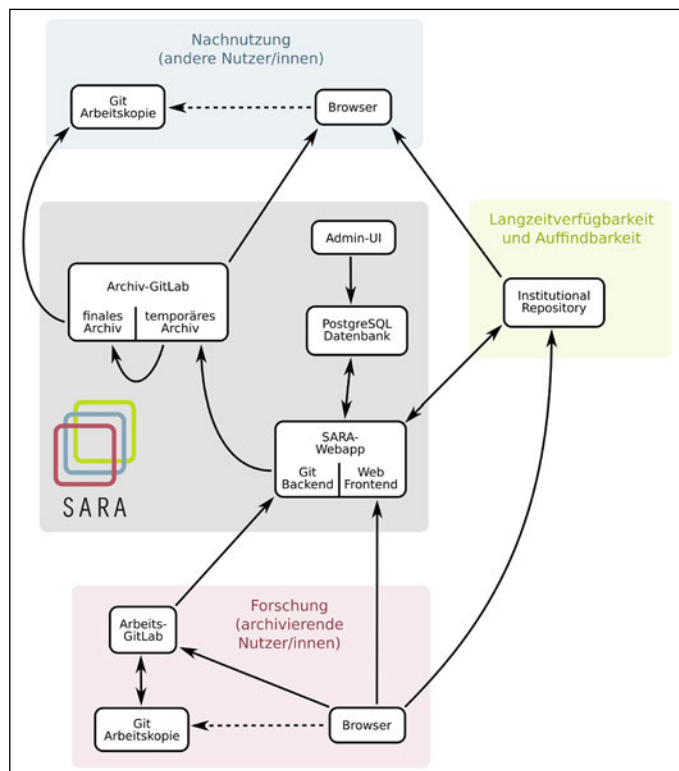 Nachnutzung
(andere Nutzer/innen)
Git
Arbeitskopie
Browser
Langzeitverfügbarkeit
und Auffindbarkeit
Admin-UI
Archiv-GitLab
finales
Archiv
temporäres
Archiv
PostgreSQL
Datenbank
Institutional
Repository
SARA-
Webapp
Git
Backend
Web
Frontend
SARA
Forschung
(archivierende
Nutzer/innen)
Arbeits-
GitLab
Git
Arbeitskopie
Browser